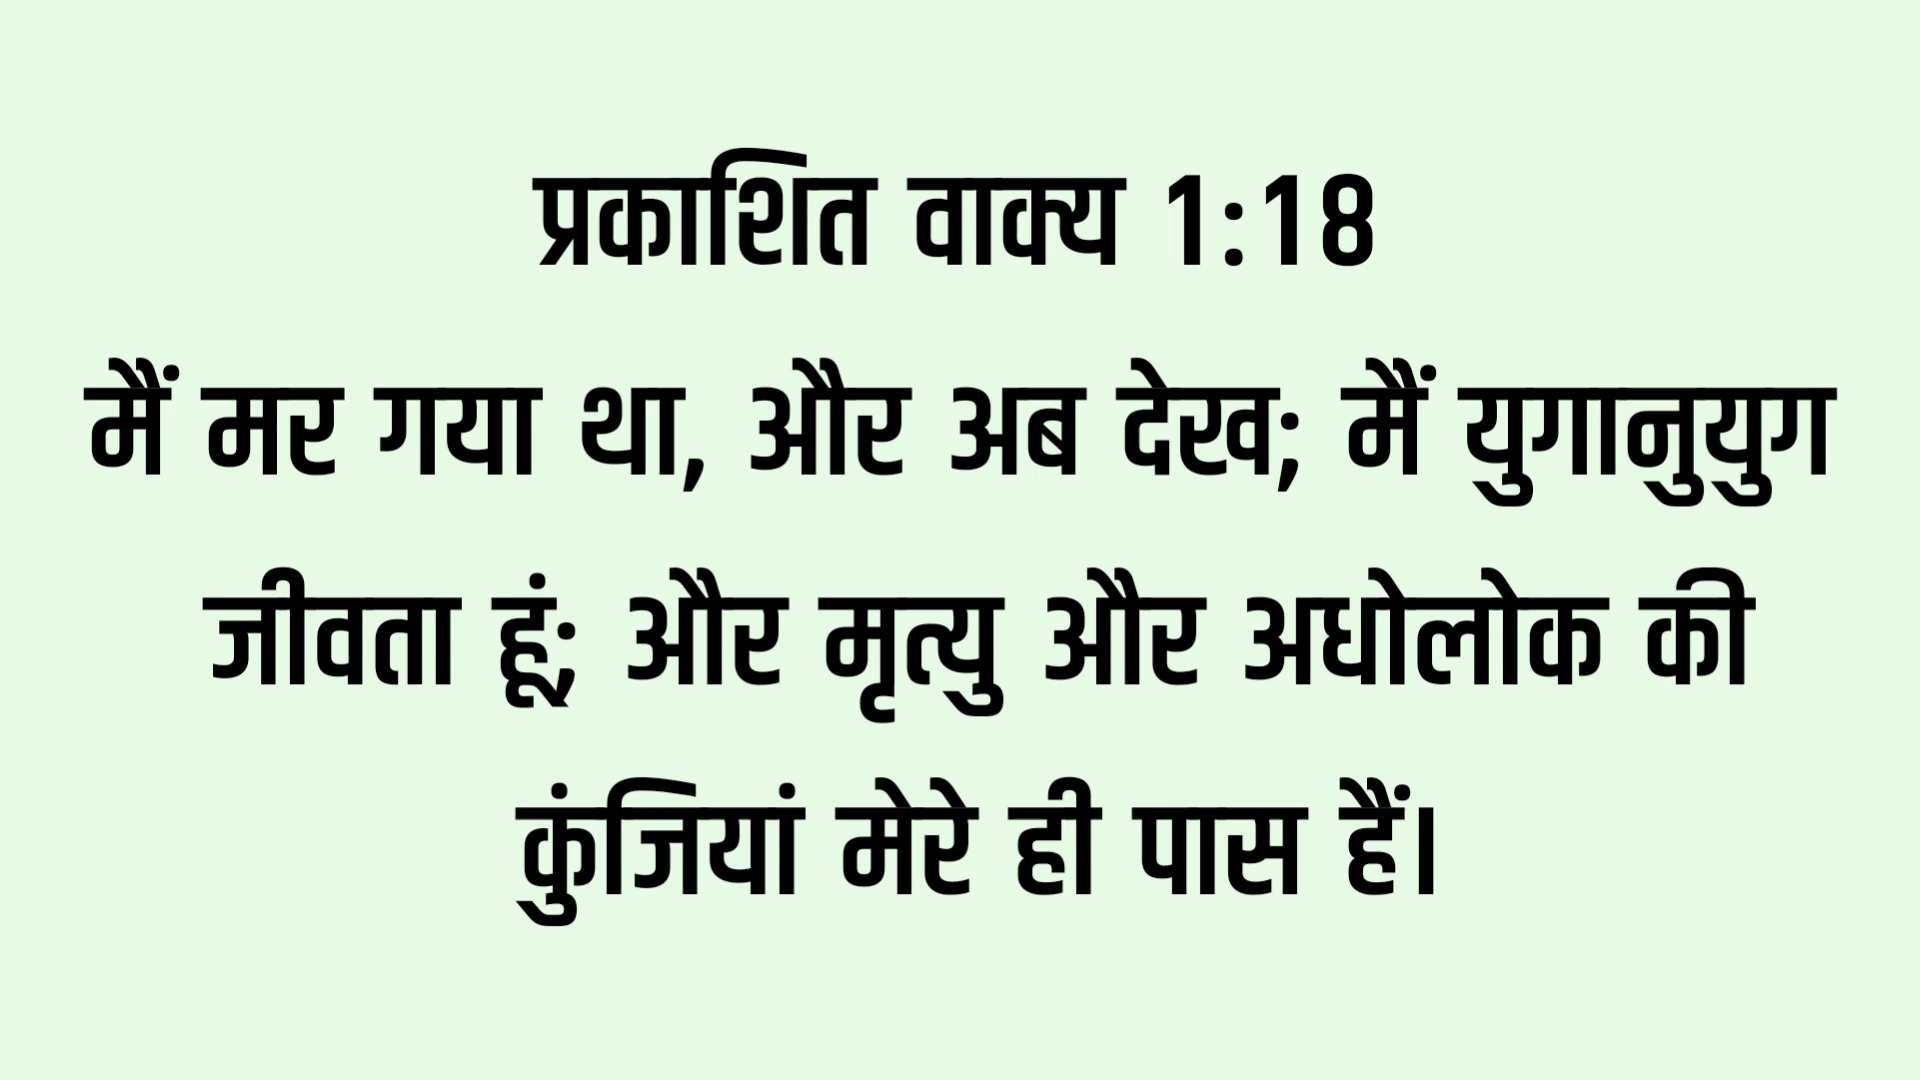 प्रकाशित वाक्य 1:18
मैं मर गया था, और अब देख; मैं युगानुयुग
जीवता हूं; और मृत्यु और अधोलोक की
कुंजियां मेरे ही पास हैं।